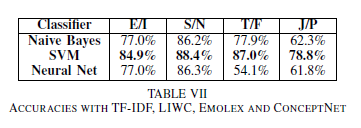 Classifier E/I S/N T/F J/P
Naive Bayes 77.0% 86.2% 77.9% 62.3%
SVM 84.9% 88.4% 87.0% 78.8%
Neural Net 77.0% 86.3% 54.1% 61.8%
TABLE VII
ACCURACIES WITH TF-IDF, LIWC, EMOLEX AND CONCEPTNET